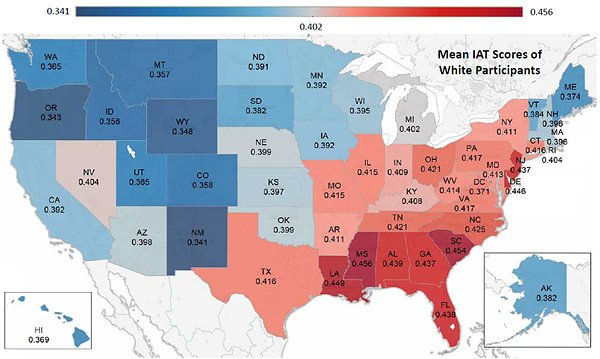 0.341
0.456
0.402
Mean IAT Scores of
White Participants
WA
0.365
MT
0.357
ND
0.391
MN
0.392
ME
0.374
OR
0.343
ID
0.358
WY
0.348
SD
0.382
WI
0.395
MI
0.402
VT
0.384
NH
0.396
MA
0.396
NY
0.411
CT
0.416
RI
0.404
NE
0.399
IA
0.392
IL
0.415
IN
0.409
OH
0.421
PA
0.417
NJ
0.437
MD
0.413
DE
0.446
NV
0.404
UT
0.365
CO
0.358
KS
0.397
MO
0.415
KY
0.408
WV
0.414
DC
0.371
VA
0.417
CA
0.392
AZ
0.398
NM
0.341
OK
0.399
AR
0.411
TN
0.421
NC
0.425
SC
0.454
TX
0.416
LA
0.449
MS
0.456
AL
0.439
GA
0.437
FL
0.438
HI
0.369
AK
0.382